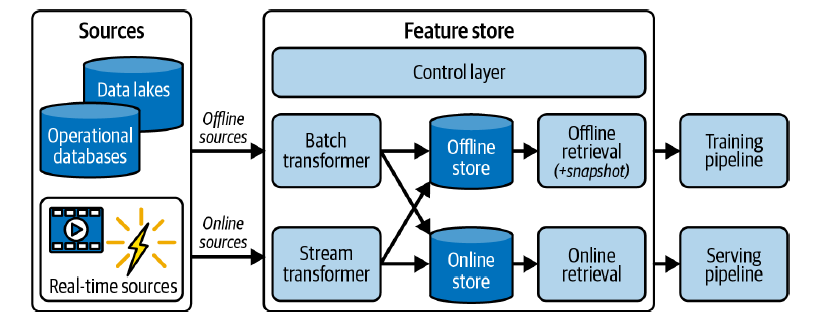 Sources
Data lakes
Operational
databases
Real-time sources
Offline
sources
Online
sources
Feature store
Control layer
Batch
transformer
Offline
store
Offline
retrieval
(+snapshot)
Training
pipeline
Stream
transformer
Online
store
Online
retrieval
Serving
pipeline